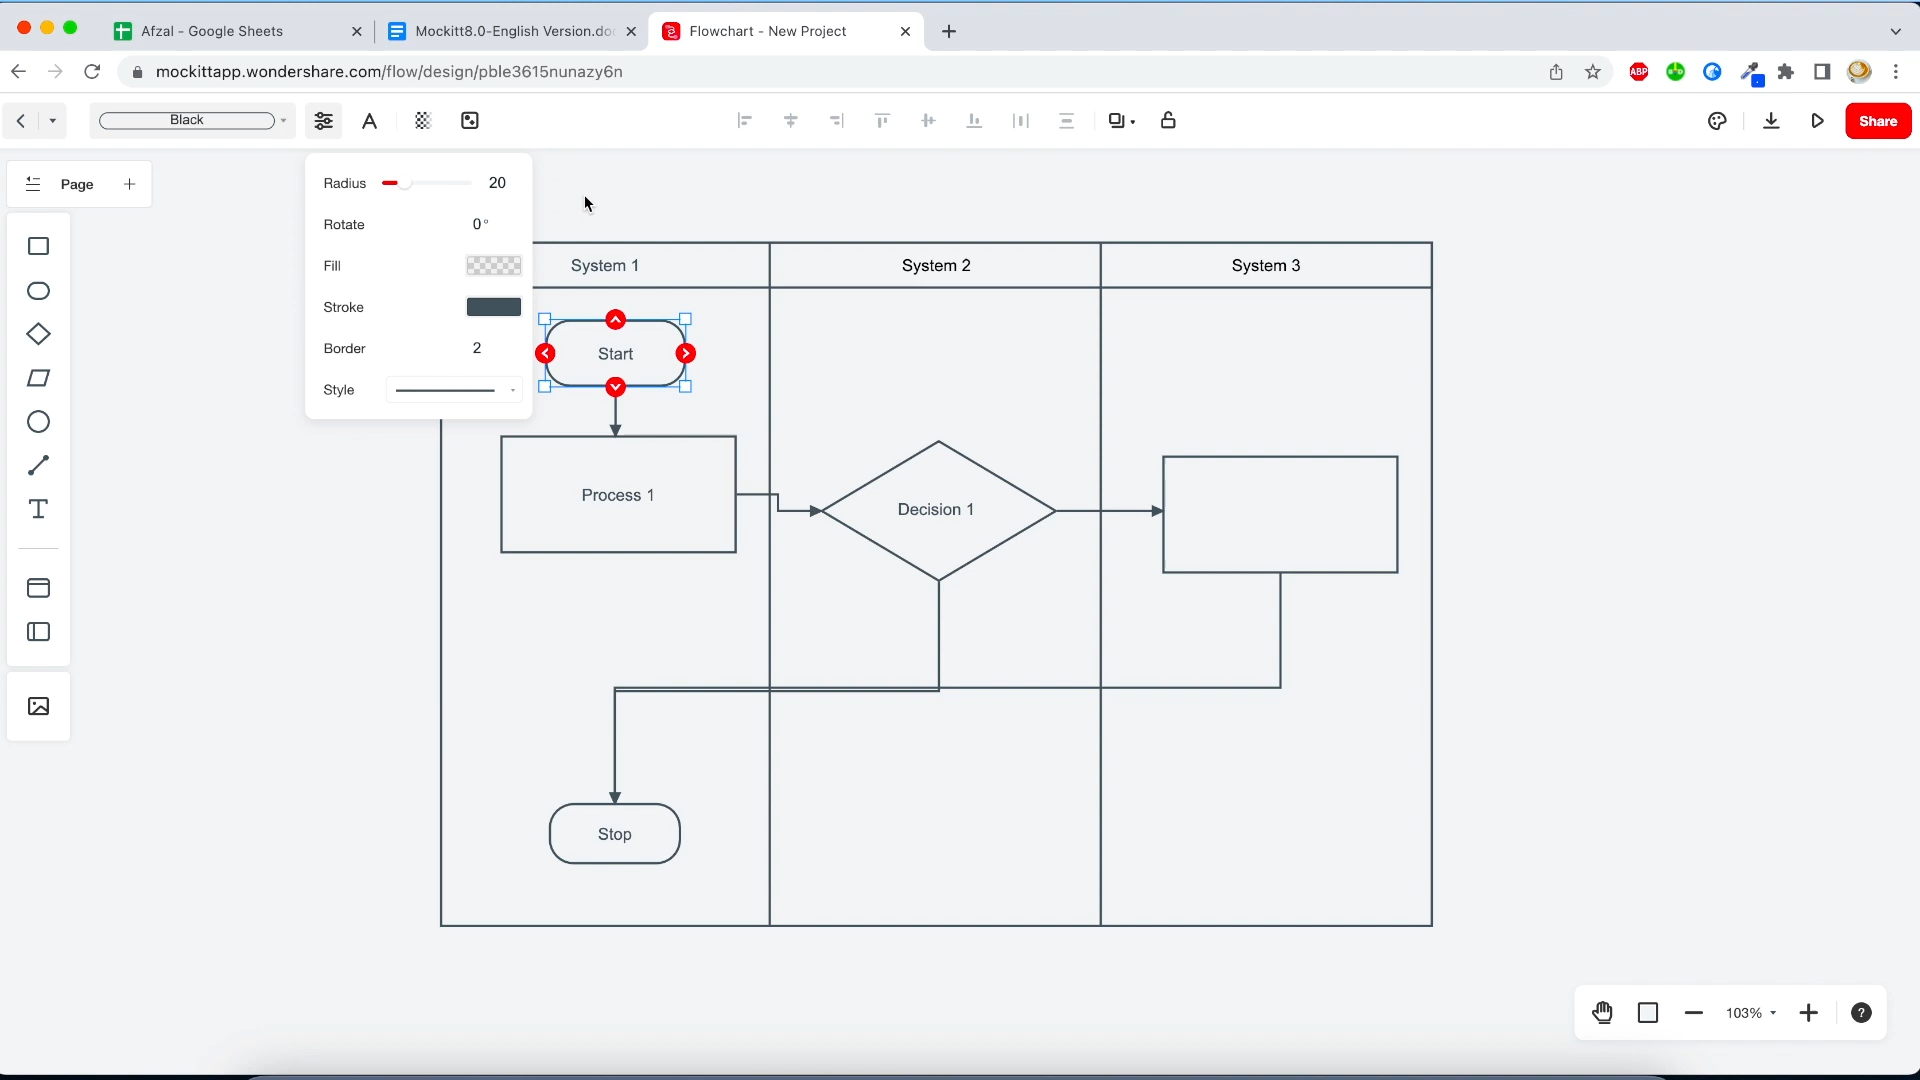 Afzal - Google Sheets
Mockitt8.0-English Version.doc
Flowchart - New Project
mockittapp.wondershare.com/flow/design/pble3615nunazy6n
ABP
Black
Share
Page
Radius 20
Rotate 0°
Fill
Stroke
Border 2
Style
System 1
System 2
System 3
Start
Process 1
Decision 1
Stop
103%